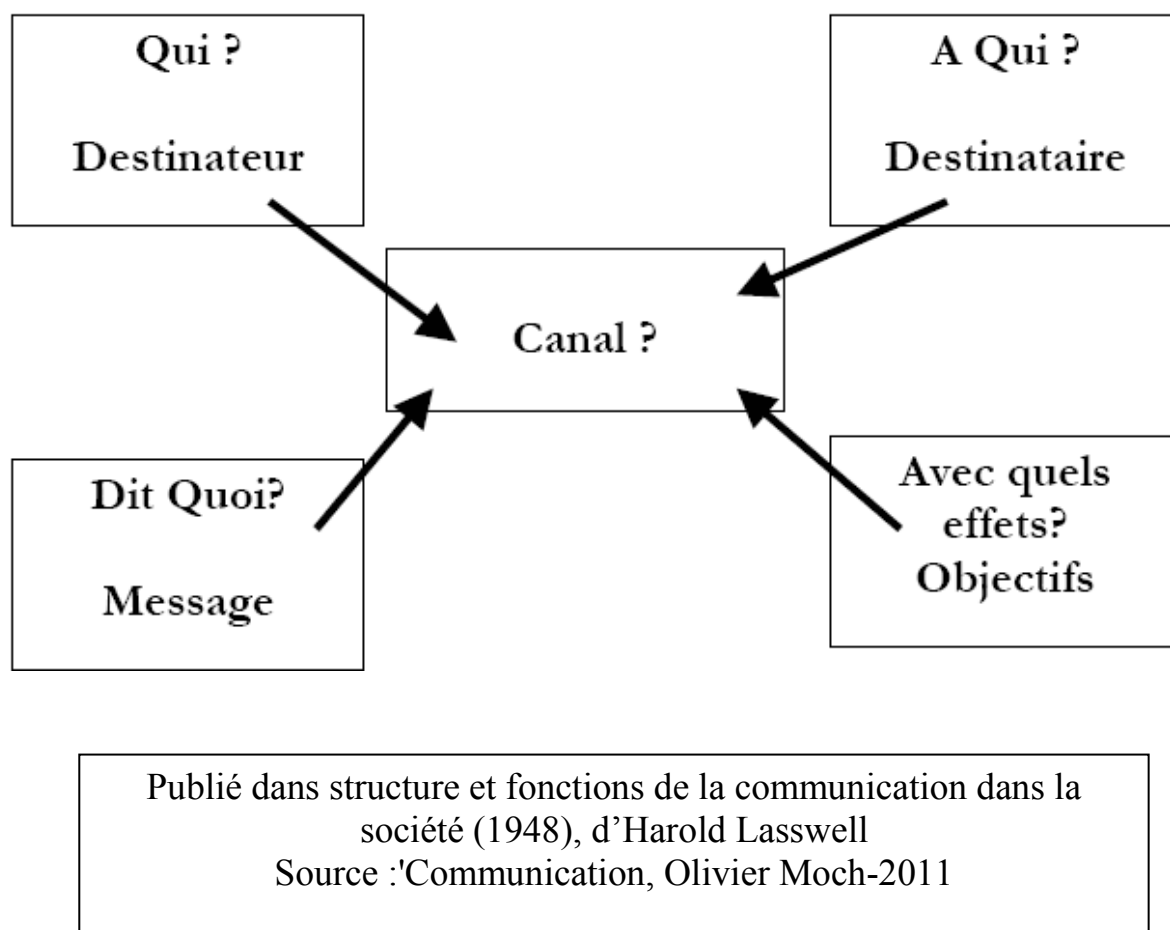 Qui ?
Destinateur
A Qui ?
Destinataire
Canal ?
Dit Quoi?
Message
Avec quels
effets?
Objectifs
Publié dans structure et fonctions de la communication dans la
société (1948), d’Harold Lasswell
Source :'Communication, Olivier Moch-2011